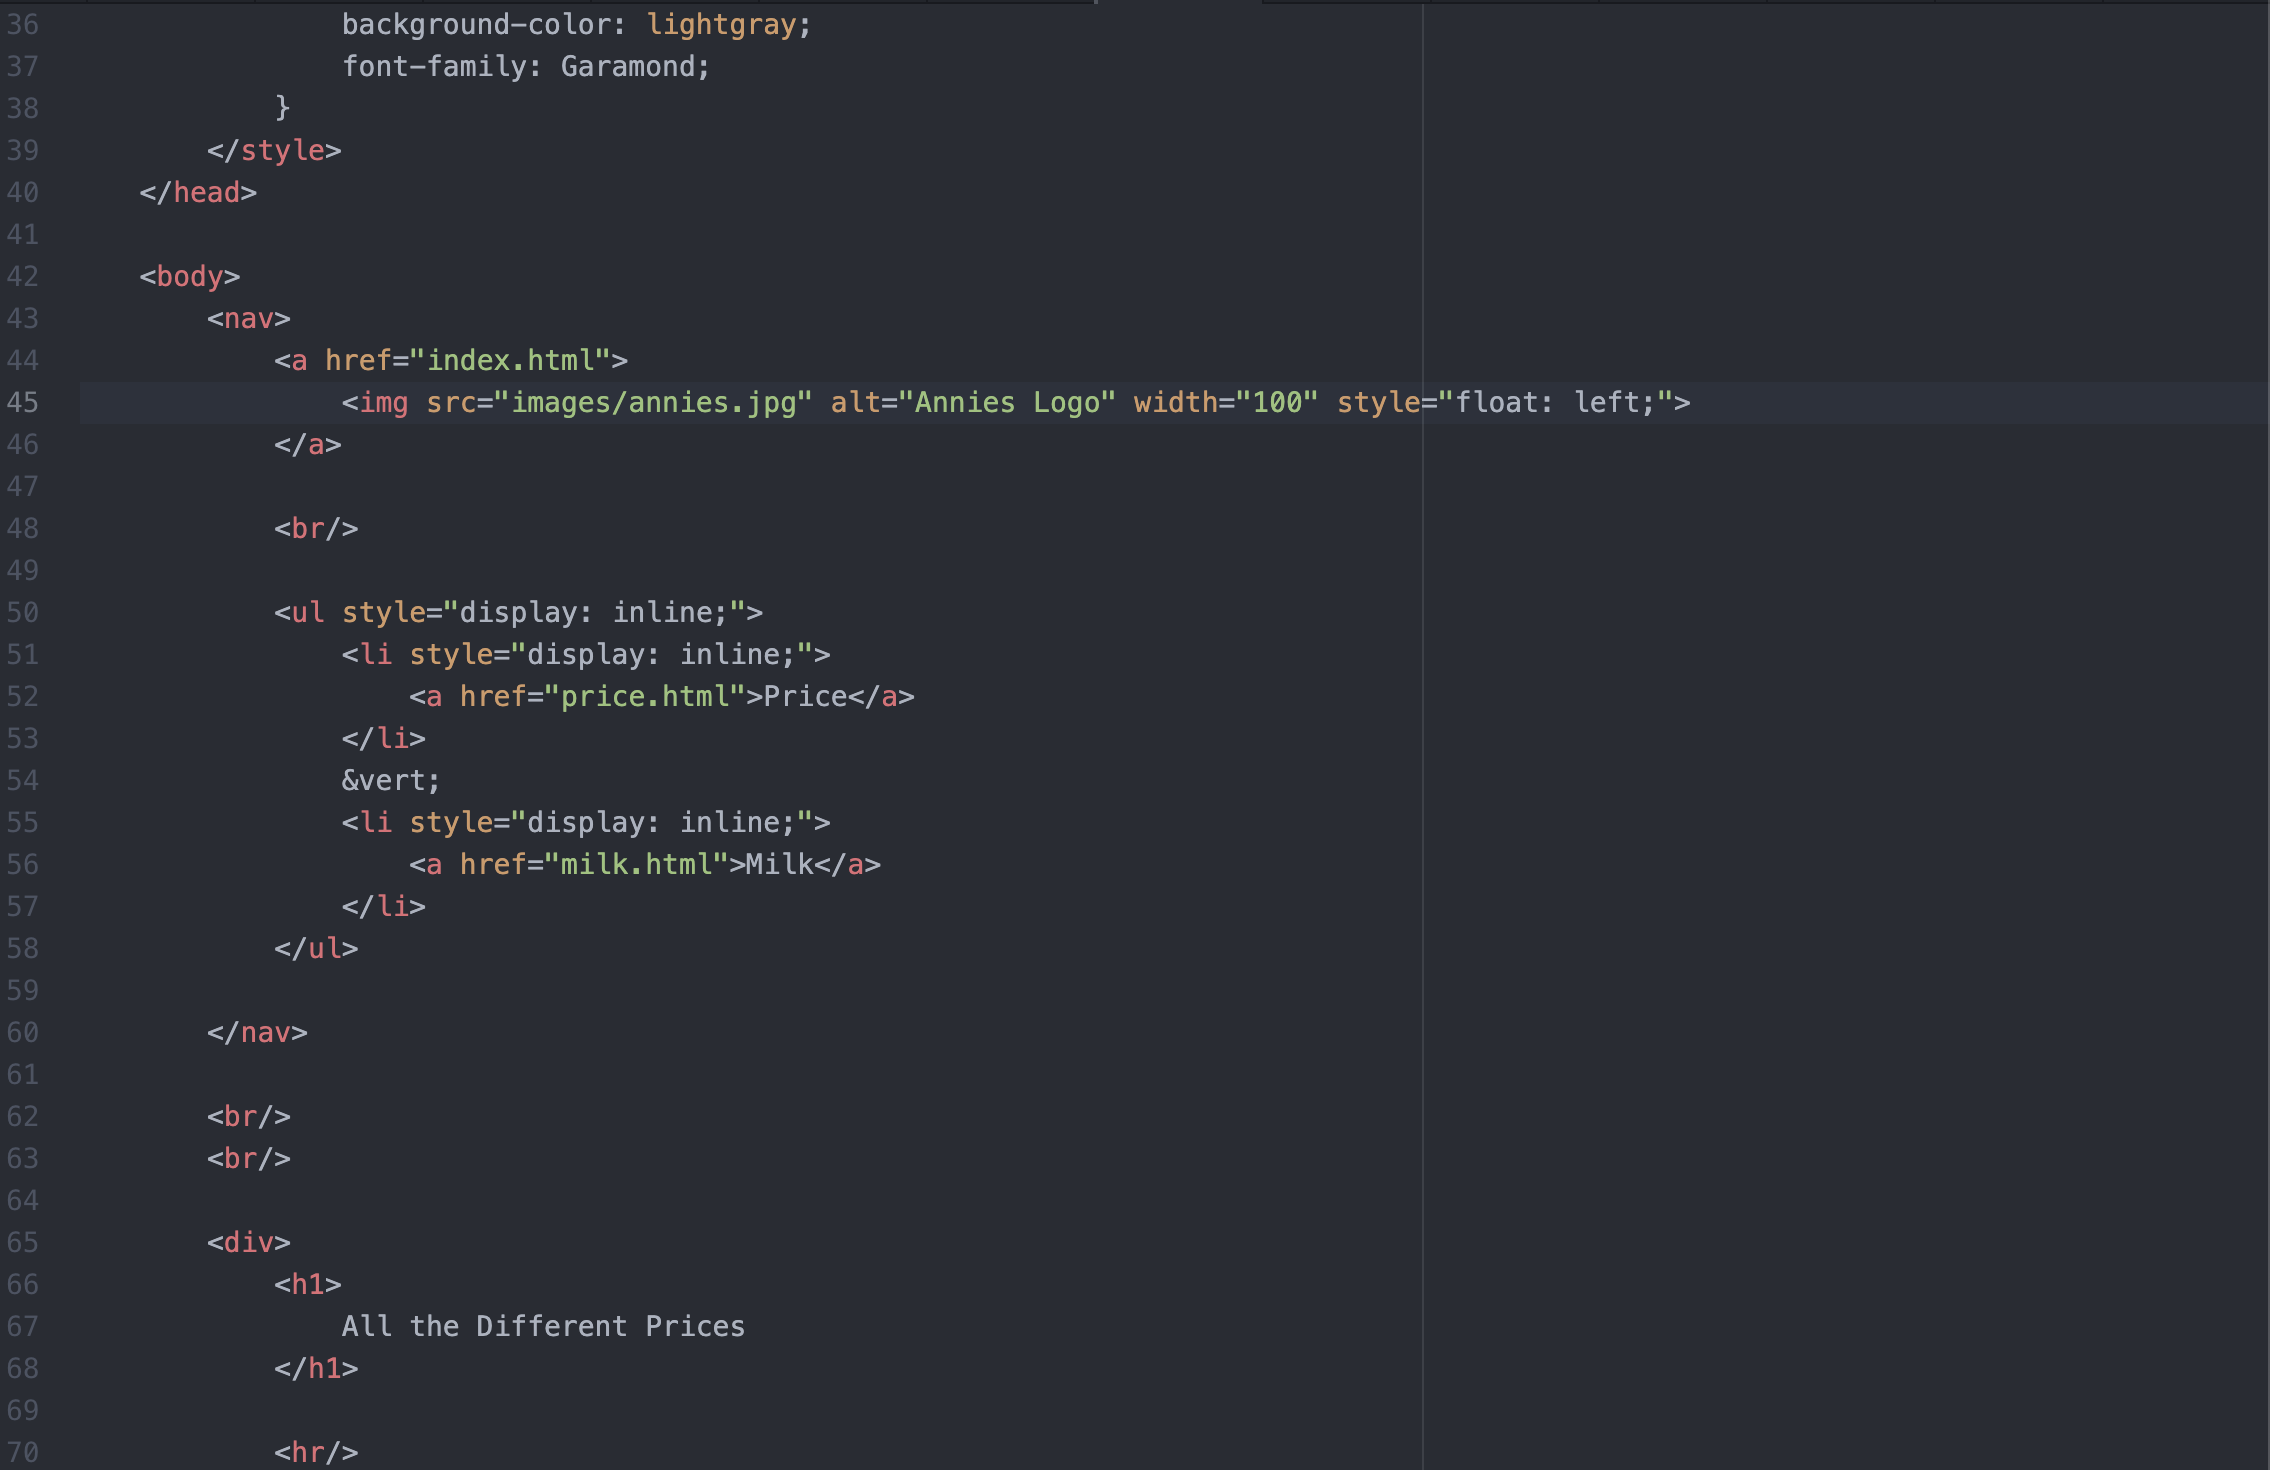 36 background-color: lightgray;
37 font-family: Garamond;
38 }
39 </style>
40 </head>
41
42 <body>
43 <nav>
44 <a href="index.html">
45 <img src="images/annies.jpg" alt="Annies Logo" width="100" style="float: left;">
46 </a>
47
48 <br/>
49
50 <ul style="display: inline;">
51 <li style="display: inline;">
52 <a href="price.html">Price</a>
53 </li>
54 &vert;
55 <li style="display: inline;">
56 <a href="milk.html">Milk</a>
57 </li>
58 </ul>
59
60 </nav>
61
62 <br/>
63 <br/>
64
65 <div>
66 <h1>
67 All the Different Prices
68 </h1>
69
70 <hr/>